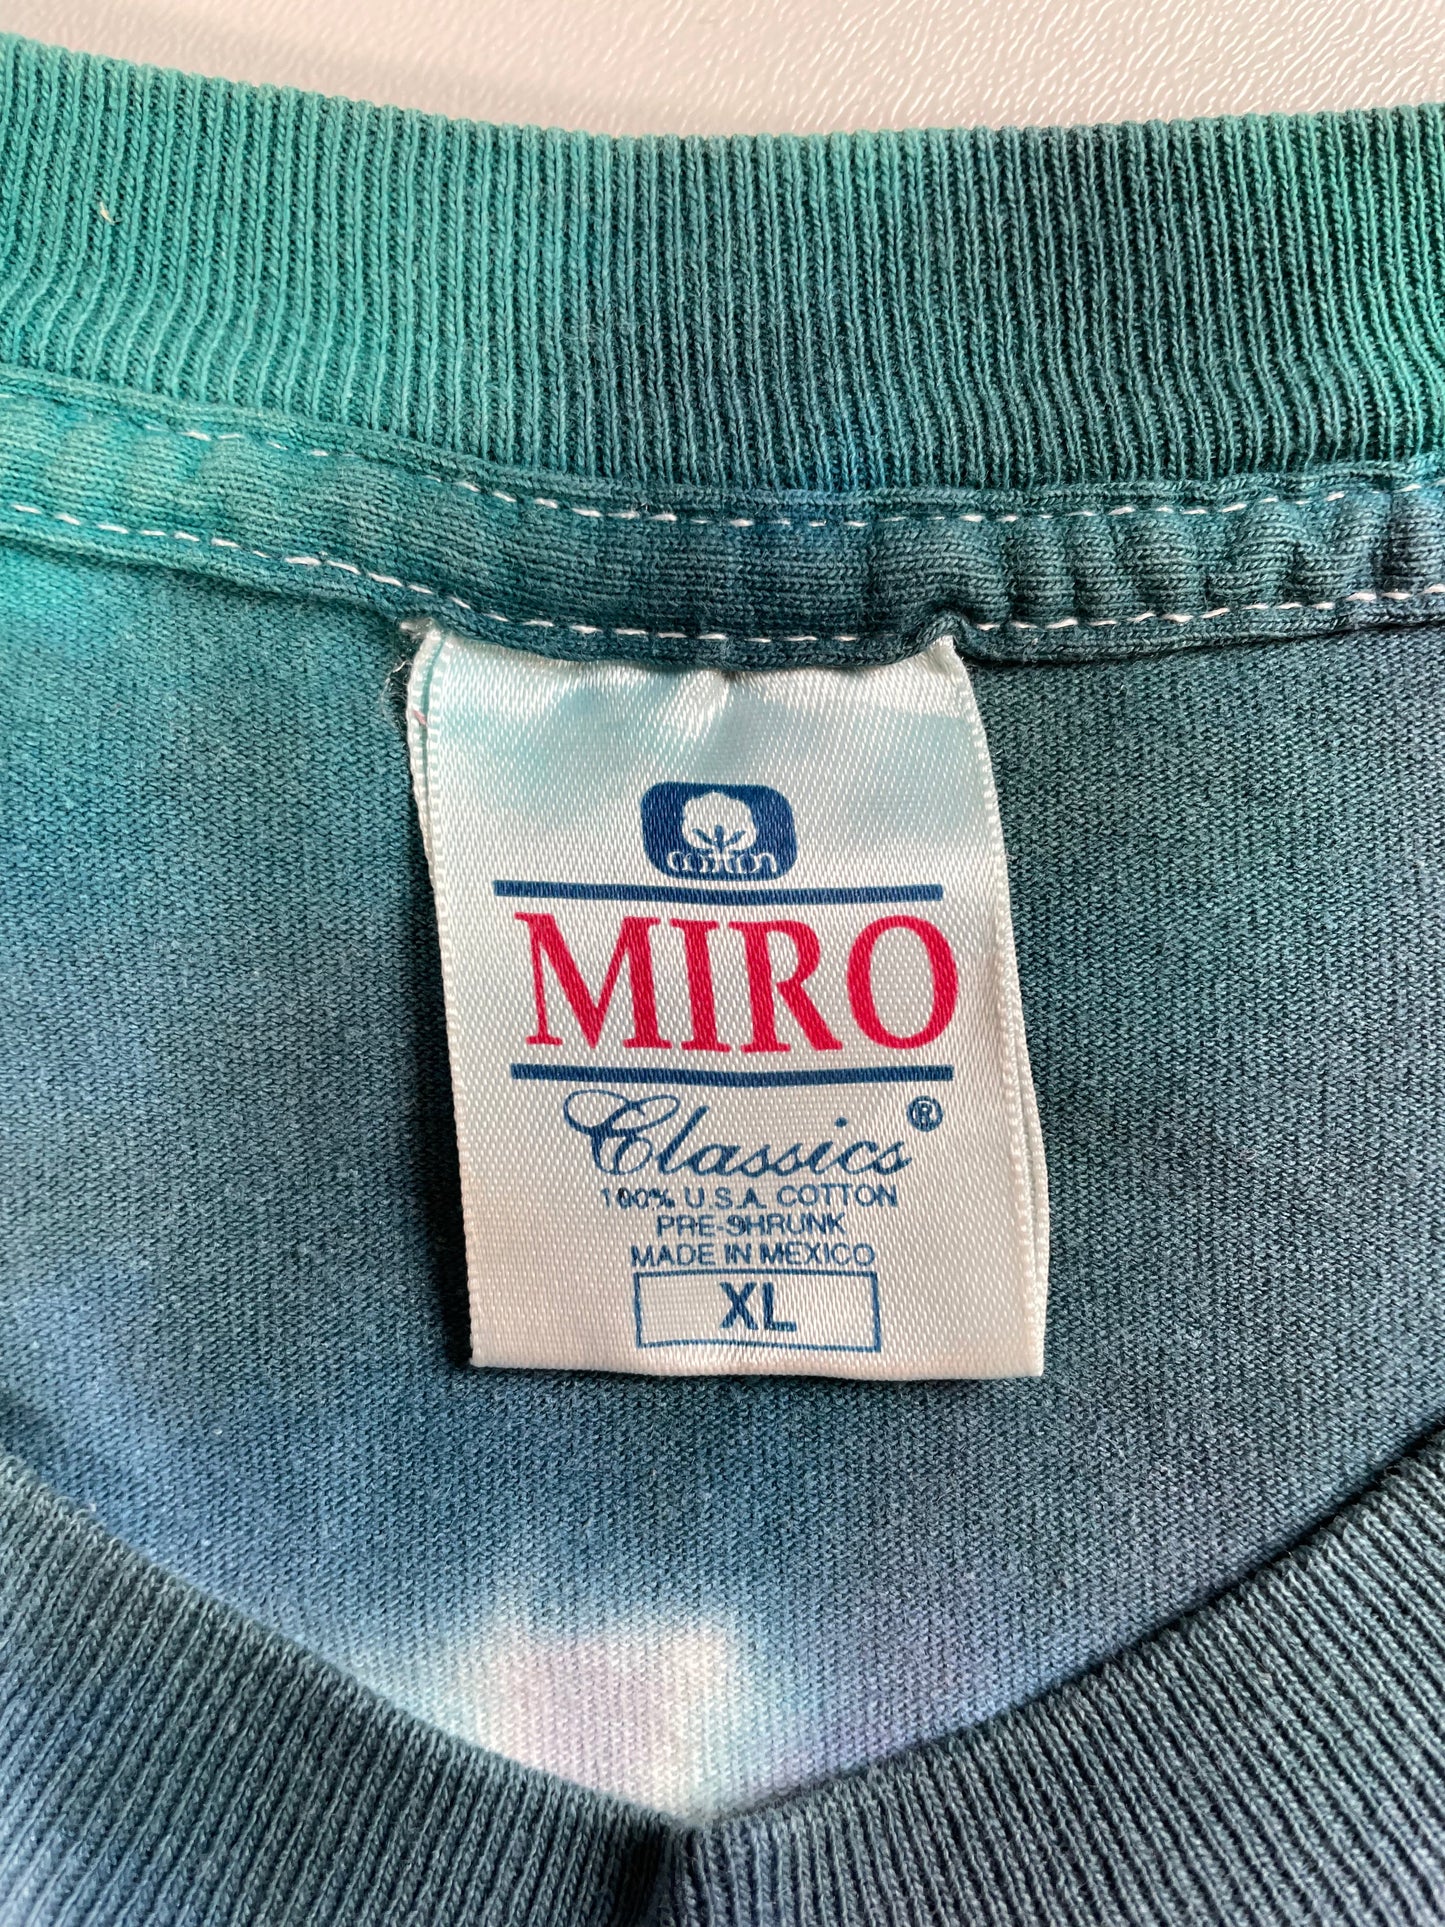 cotton
MIRO
Classics®
100% U.S.A. COTTON
PRE-SHRUNK
MADE IN MEXICO
XL